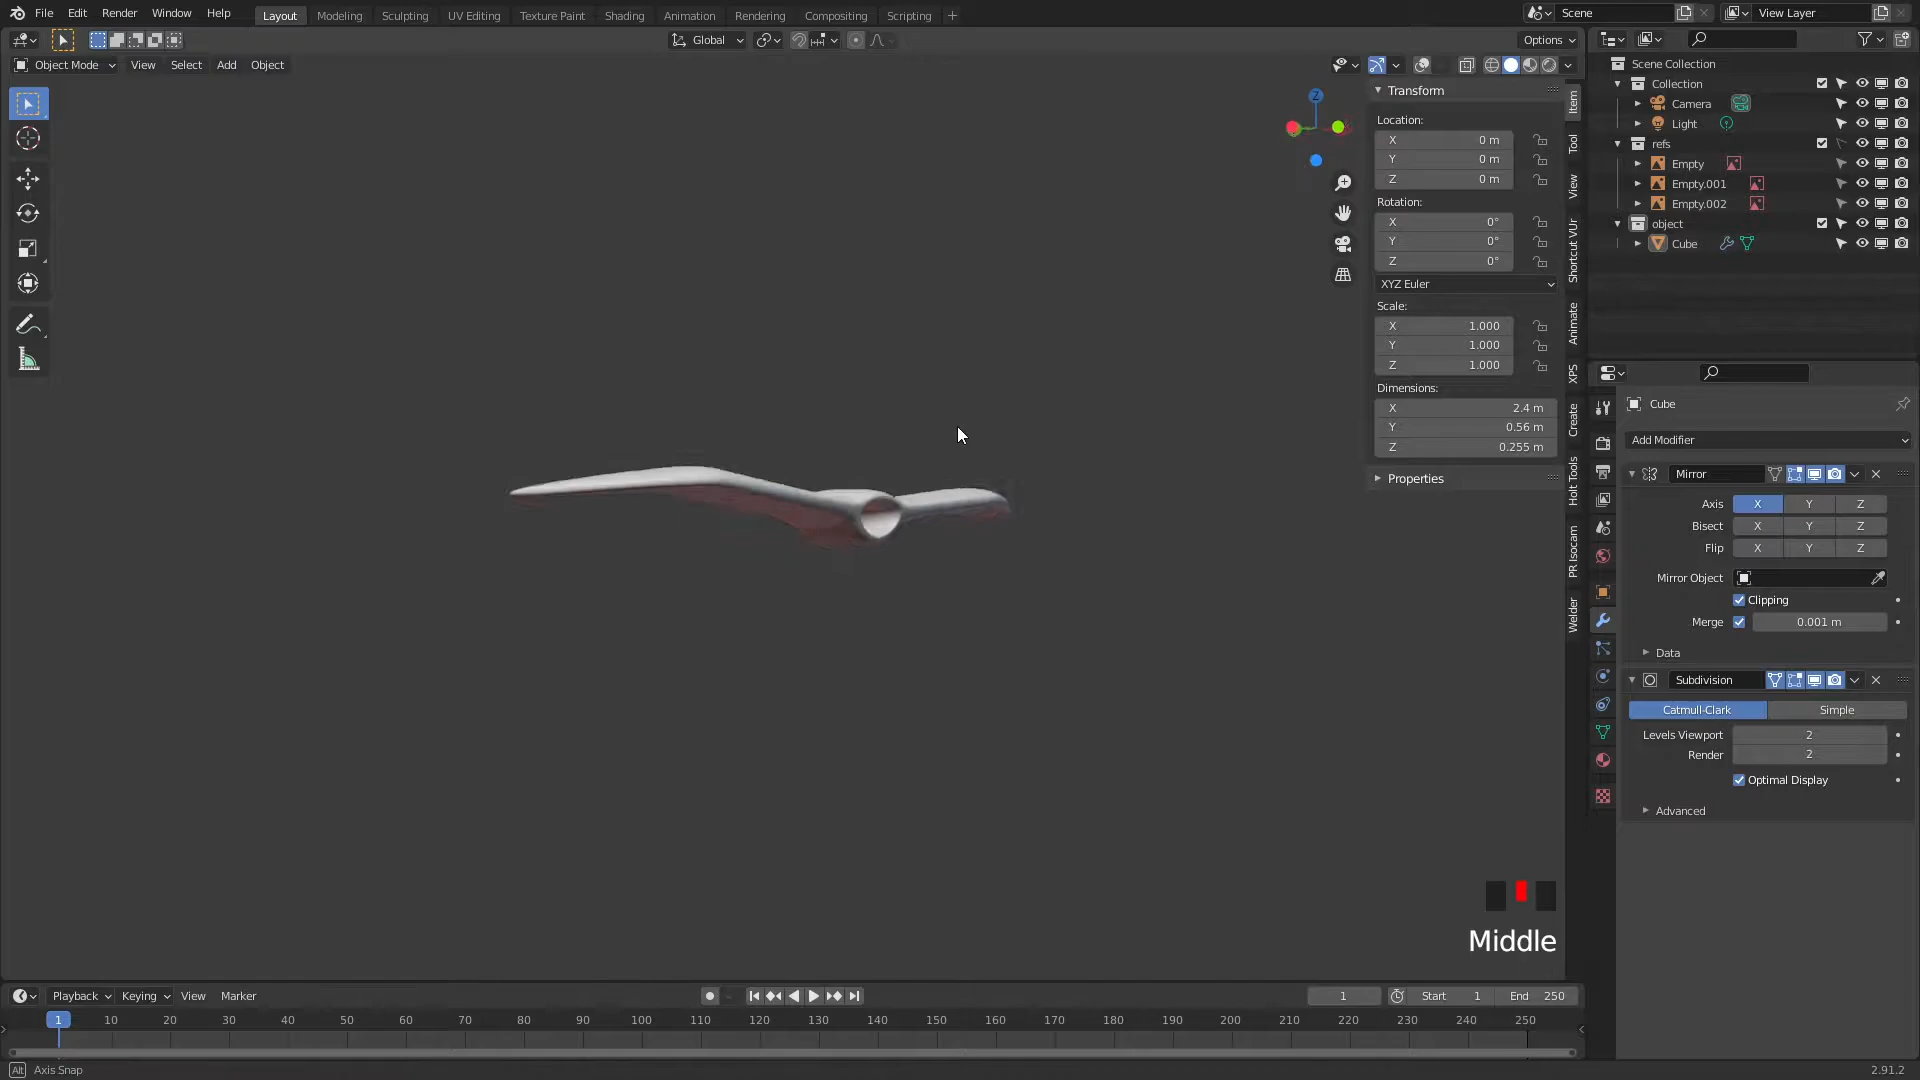 File Edit Render Window Help Layout Modeling Sculpting UV Editing Texture Paint Shading Animation Rendering Compositing Scripting + Scene View Layer
Global Options
Object Mode View Select Add Object
Transform
Location:
X 0 m
Y 0 m
Z 0 m
Rotation:
X 0°
Y 0°
Z 0°
XYZ Euler
Scale:
X 1.000
Y 1.000
Z 1.000
Dimensions:
X 2.4 m
Y 0.56 m
Z 0.255 m
Properties
Item
Tool
View
Shortcut VUr
Animate
XPS
Create
Holt Tools
PR Isocam
Welder
Z
Scene Collection
Collection
Camera
Light
refs
Empty
Empty.001
Empty.002
object
Cube
Cube
Add Modifier
Mirror
Axis X Y Z
Bisect X Y Z
Flip X Y Z
Mirror Object
Clipping
Merge 0.001 m
Data
Subdivision
Catmull-Clark Simple
Levels Viewport 2
Render 2
Optimal Display
Advanced
Middle
Playback Keying View Marker 1 Start 1 End 250
1 10 20 30 40 50 60 70 80 90 100 110 120 130 140 150 160 170 180 190 200 210 220 230 240 250
Alt Axis Snap 2.91.2